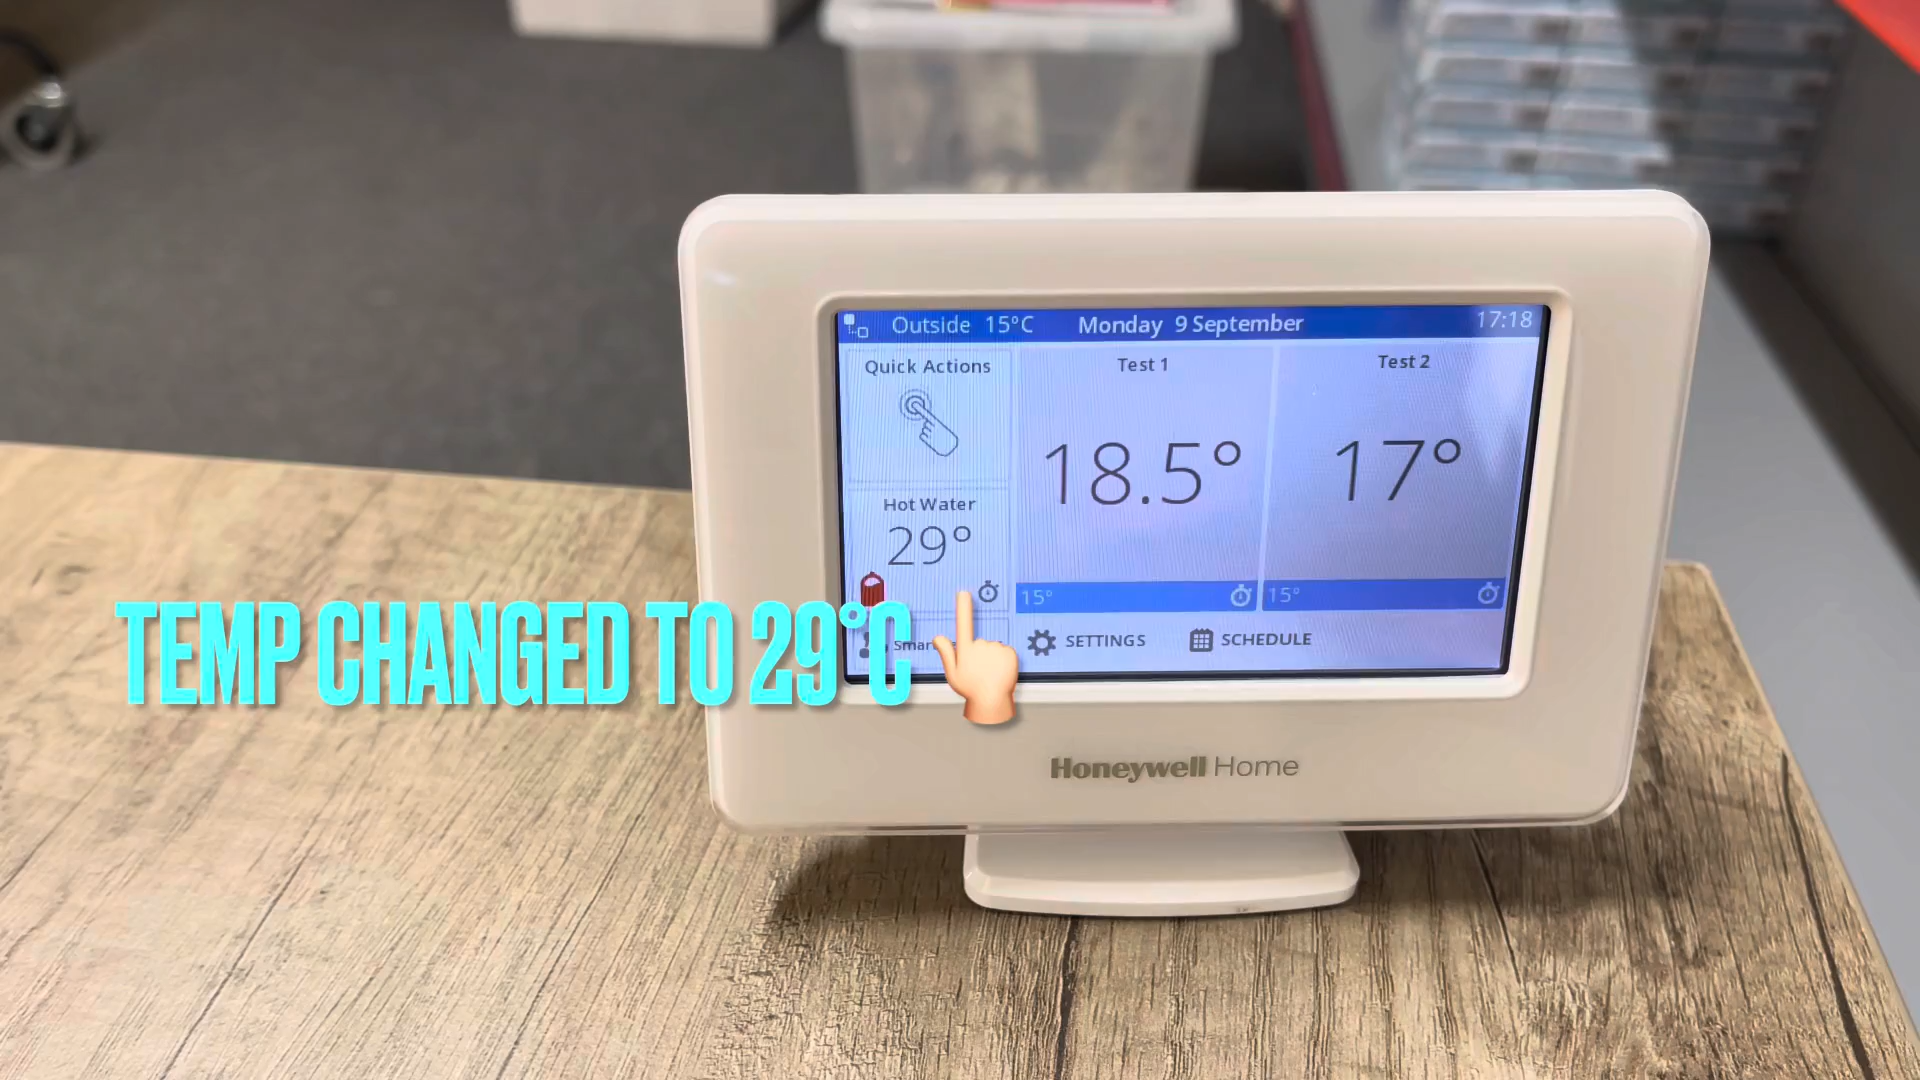 Outside 15°C Monday 9 September 17:18
Quick Actions
Test 1
Test 2
18.5°
17°
Hot Water
29°
15°
15°
SETTINGS
SCHEDULE
TEMP CHANGED TO 29°C
Honeywell Home